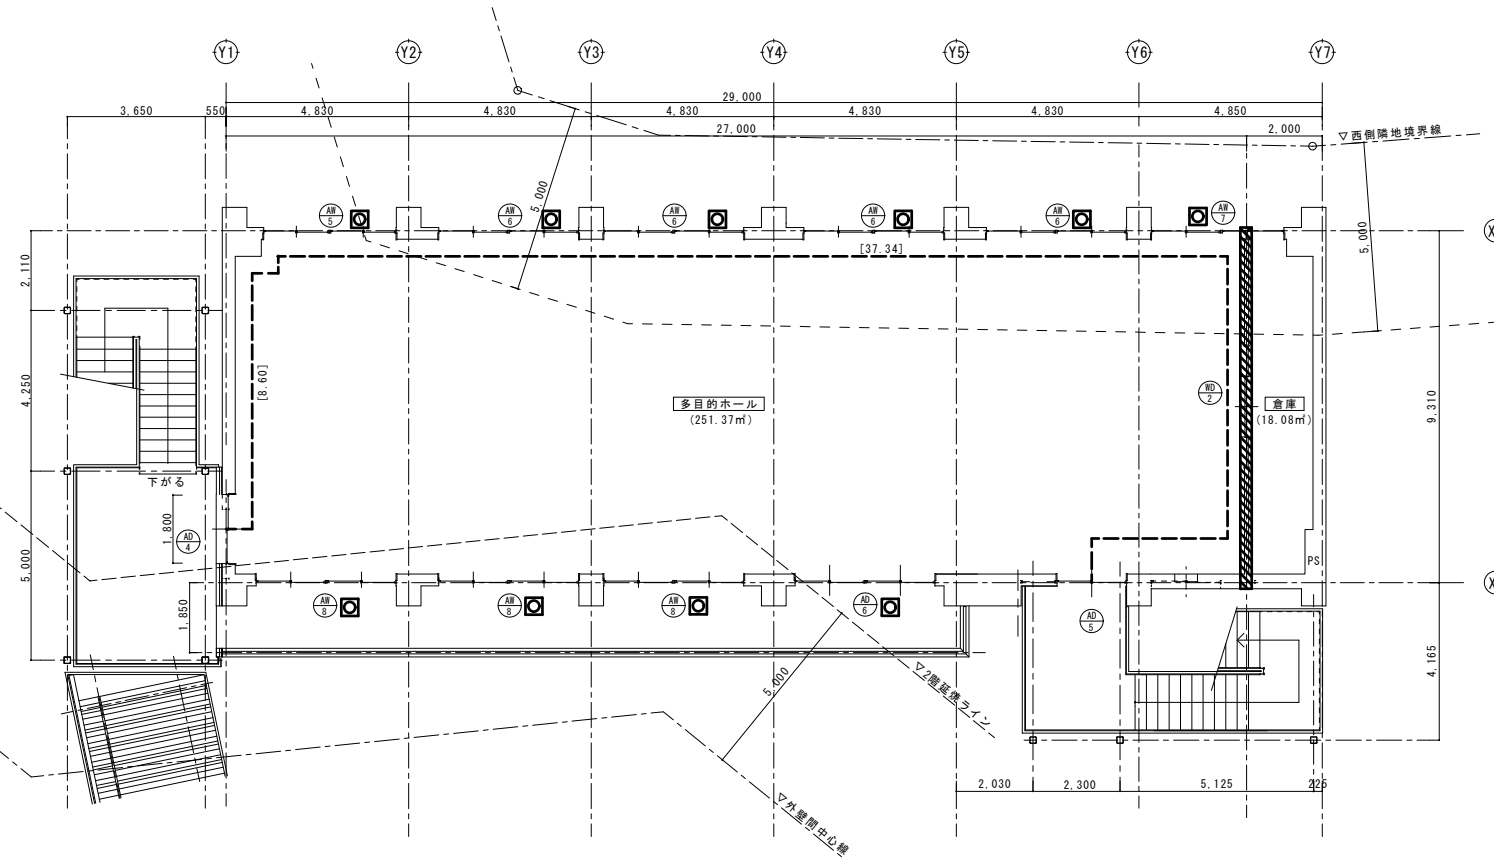 Y1
Y2
Y3
Y4
Y5
Y6
Y7
29,000
3,650
550
4,830
4,830
4,830
4,830
4,830
4,850
27,000
2,000
▽西側隣地境界線
5,000
5,000
AW
5
AW
6
AW
6
AW
6
AW
6
AW
7
X
[37.34]
2,110
4,250
[8.60]
多目的ホール
(251.37㎡)
WD
2
倉庫
(18.08㎡)
9,310
下がる
1,800
AD
4
5,000
PS
X
1,850
AW
8
AW
8
AW
8
AD
6
AD
5
4,165
5,000
▽2階延焼ライン
▽外壁間中心線
2,030
2,300
5,125
225